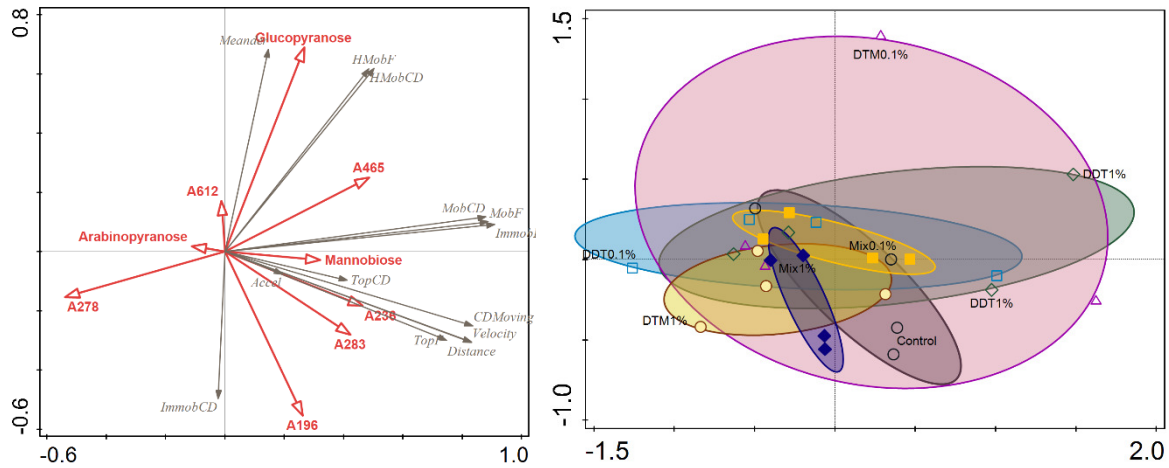 0.8
Meander
Glucopyranose
HMobF
HMobCD
A465
A612
MobCD
MobF
Arabinopyranose
Mannobiose
Accel
TopCD
A278
A236
CDMoving
Velocity
A283
TopF
Distance
ImmobCD
A196
-0.6
-0.6
1.0
1.5
DTM0.1%
DDT1%
DDT0.1%
Mix0.1%
Mix1%
DDT1%
DTM1%
Control
-1.0
-1.5
2.0